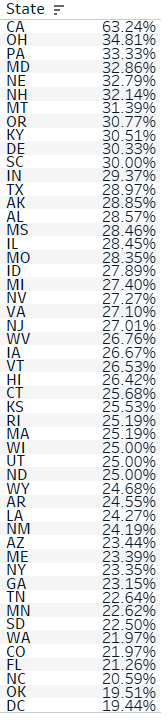 State
CA 63.24%
OH 34.81%
PA 33.33%
MD 32.86%
NE 32.79%
NH 32.14%
MT 31.39%
OR 30.77%
KY 30.51%
DE 30.33%
SC 30.00%
IN 29.37%
TX 28.97%
AK 28.85%
AL 28.57%
MS 28.46%
IL 28.45%
MO 28.35%
ID 27.89%
MI 27.40%
NV 27.27%
VA 27.10%
NJ 27.01%
WV 26.76%
IA 26.67%
VT 26.53%
HI 26.42%
CT 25.68%
KS 25.53%
RI 25.19%
MA 25.19%
WI 25.00%
UT 25.00%
ND 25.00%
WY 24.68%
AR 24.55%
LA 24.27%
NM 24.19%
AZ 23.44%
ME 23.39%
NY 23.35%
GA 23.15%
TN 22.64%
MN 22.62%
SD 22.50%
WA 21.97%
CO 21.97%
FL 21.26%
NC 20.59%
OK 19.51%
DC 19.44%